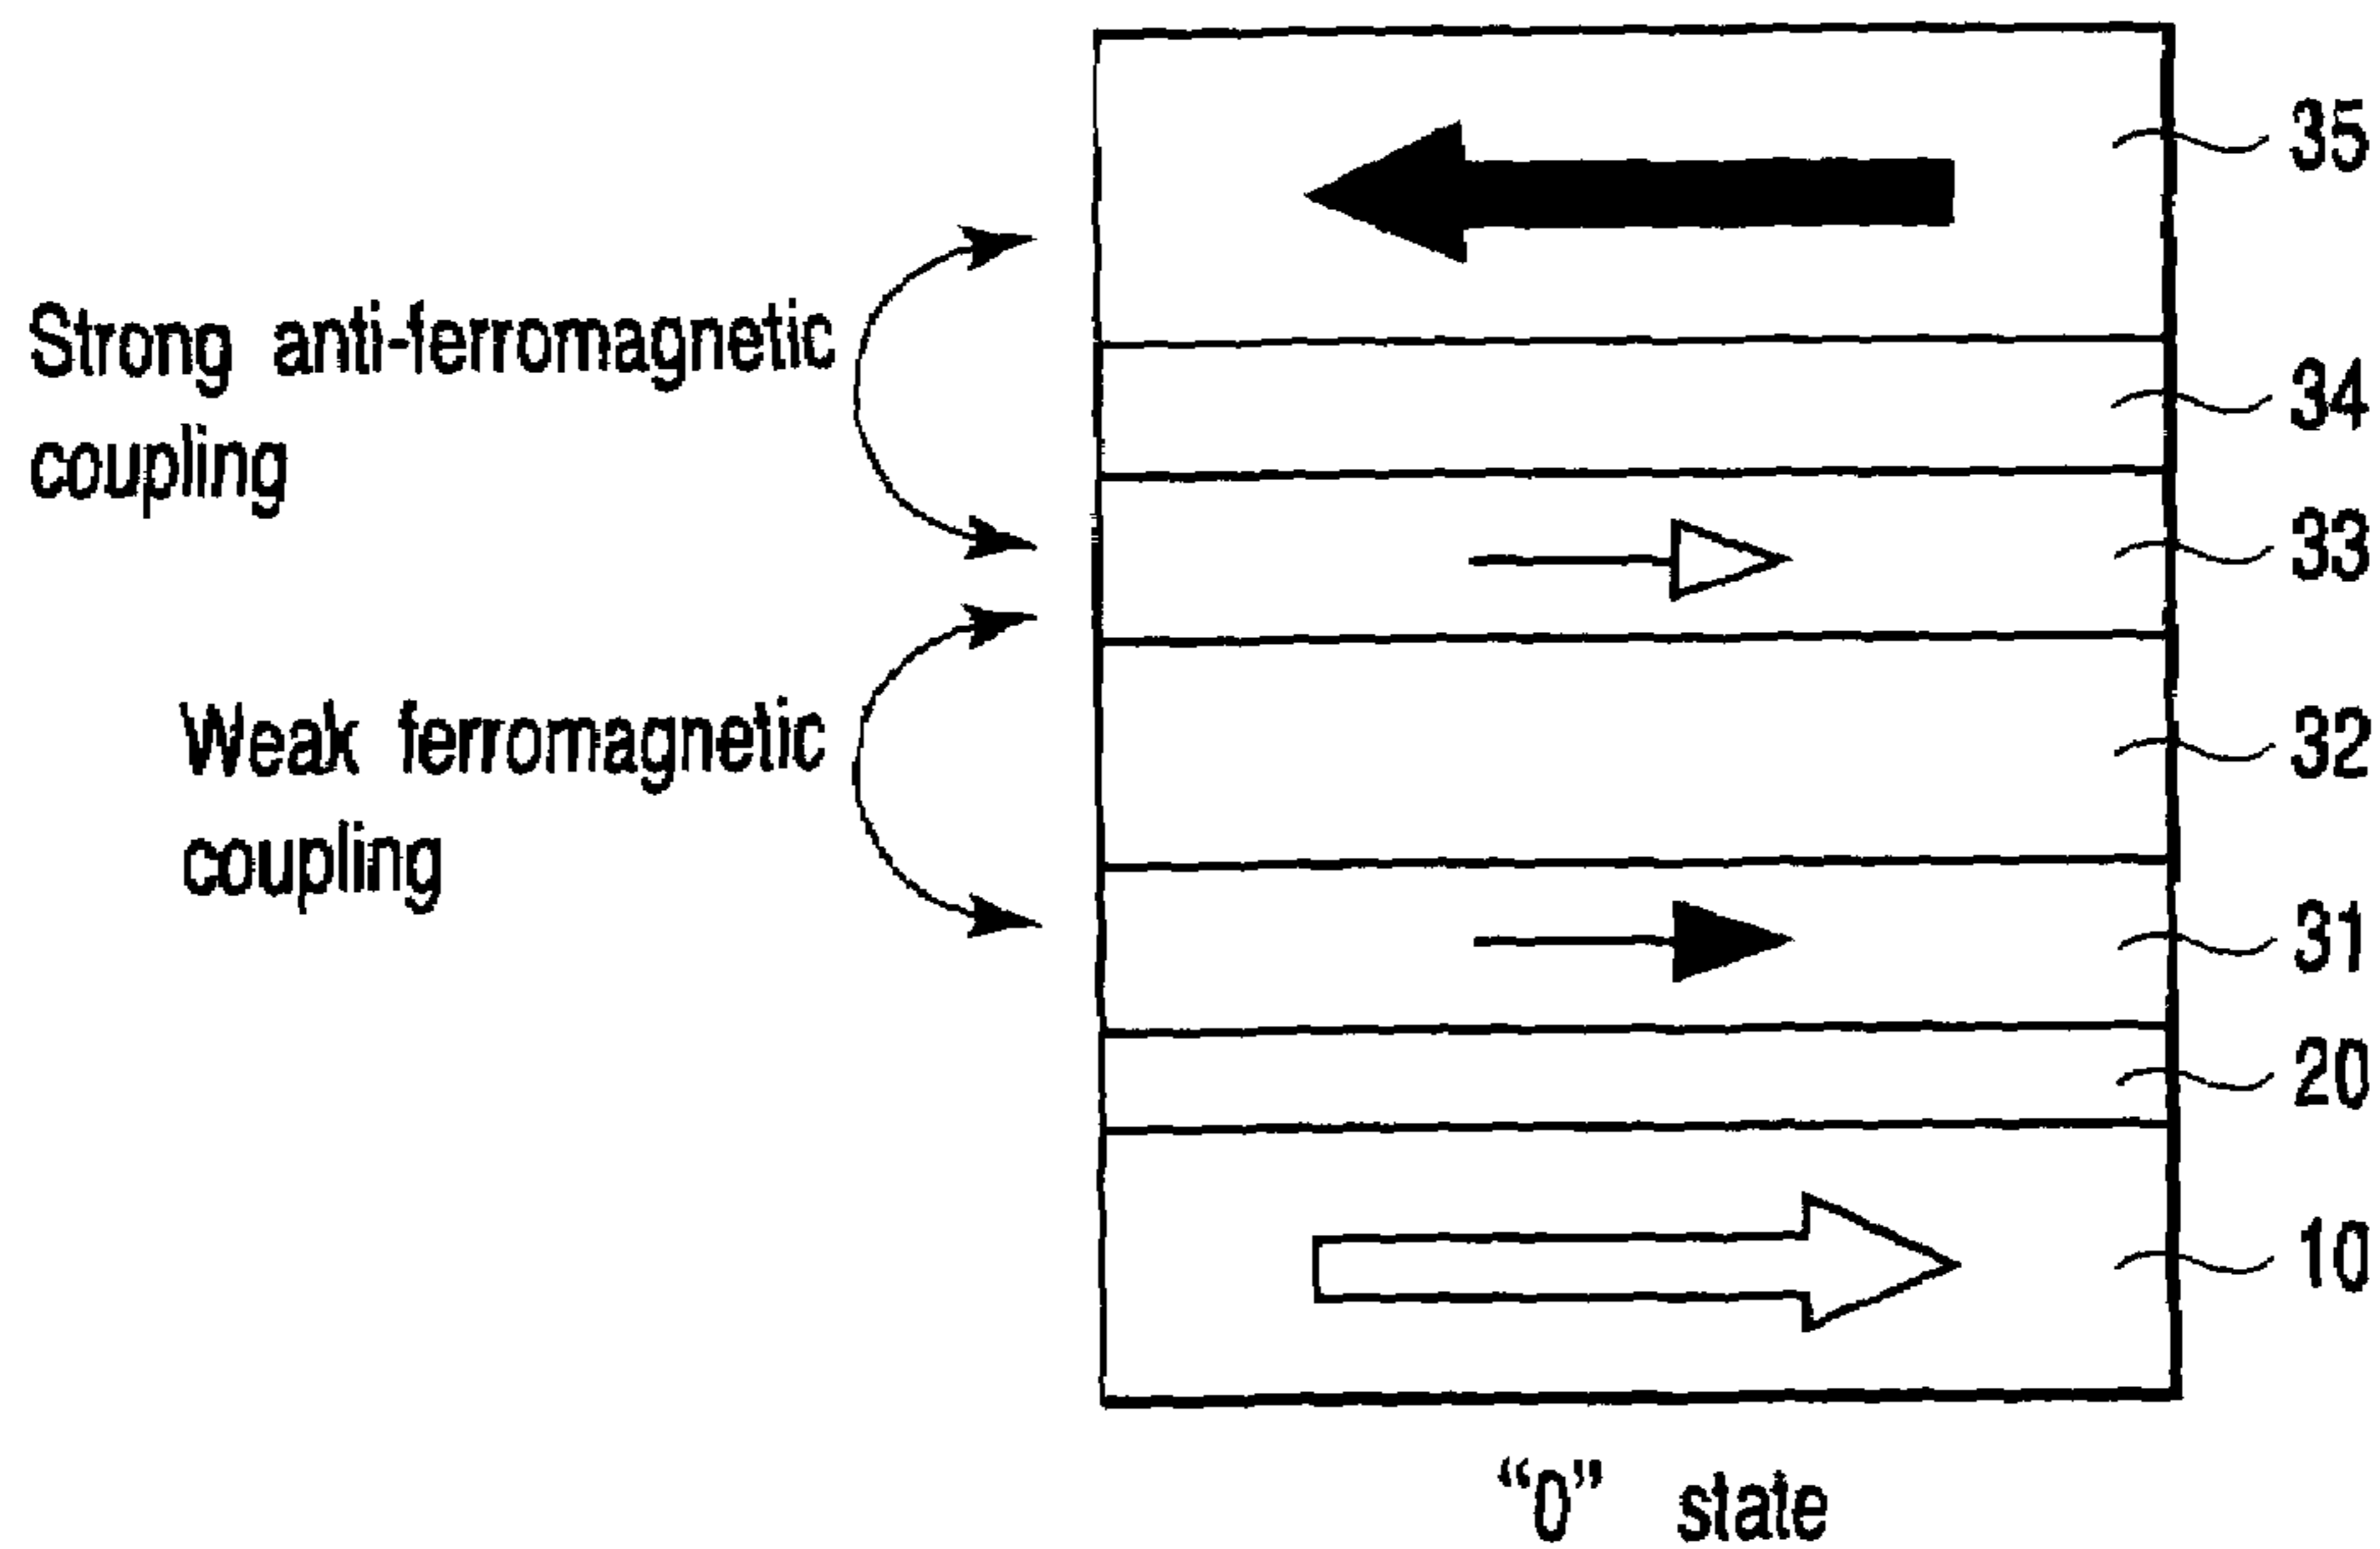 35
Strong anti-ferromagnetic
coupling
34
33
Weak ferromagnetic
coupling
32
31
20
10
“0” state